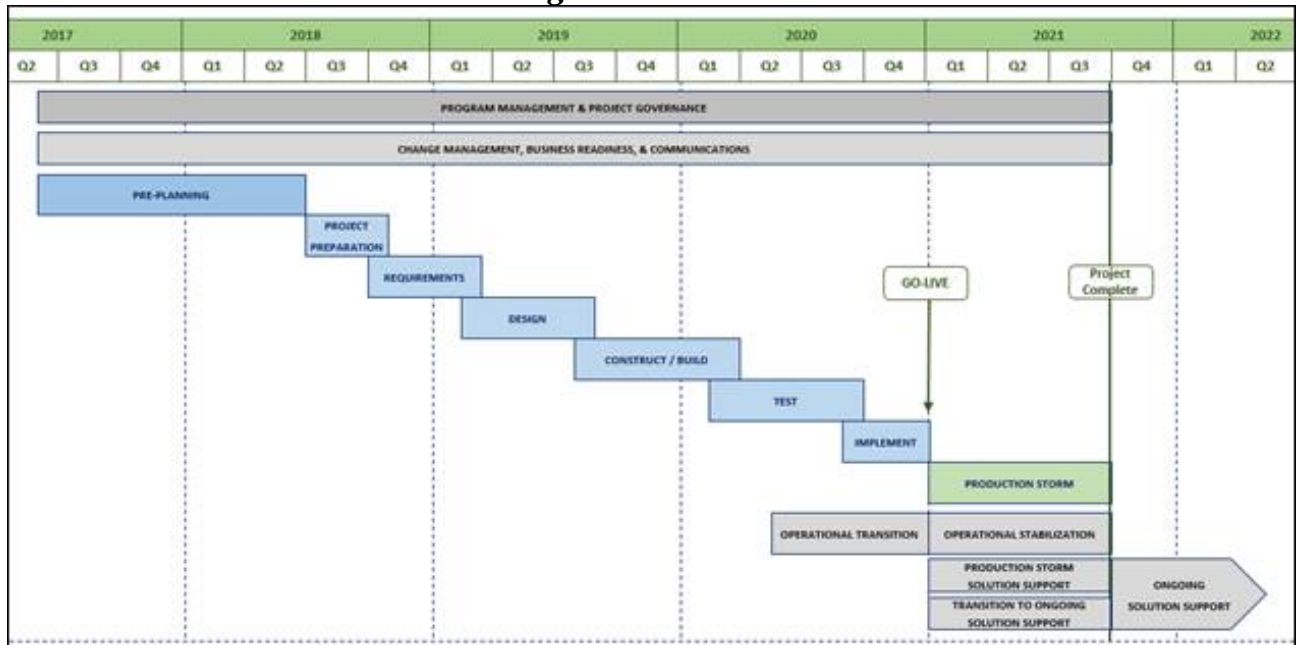 2017 2018 2019 2020 2021 2022
Q2 Q3 Q4 Q1 Q2 Q3 Q4 Q1 Q2 Q3 Q4 Q1 Q2 Q3 Q4 Q1 Q2 Q3 Q4 Q1 Q2
PROGRAM MANAGEMENT & PROJECT GOVERNANCE
CHANGE MANAGEMENT, BUSINESS READINESS, & COMMUNICATIONS
PRE-PLANNING
PROJECT
PREPARATION
REQUIREMENTS
GO-LIVE
Project
Complete
DESIGN
CONSTRUCT / BUILD
TEST
IMPLEMENT
PRODUCTION STORM
OPERATIONAL TRANSITION
OPERATIONAL STABILIZATION
PRODUCTION STORM
SOLUTION SUPPORT
TRANSITION TO ONGOING
SOLUTION SUPPORT
ONGOING
SOLUTION SUPPORT